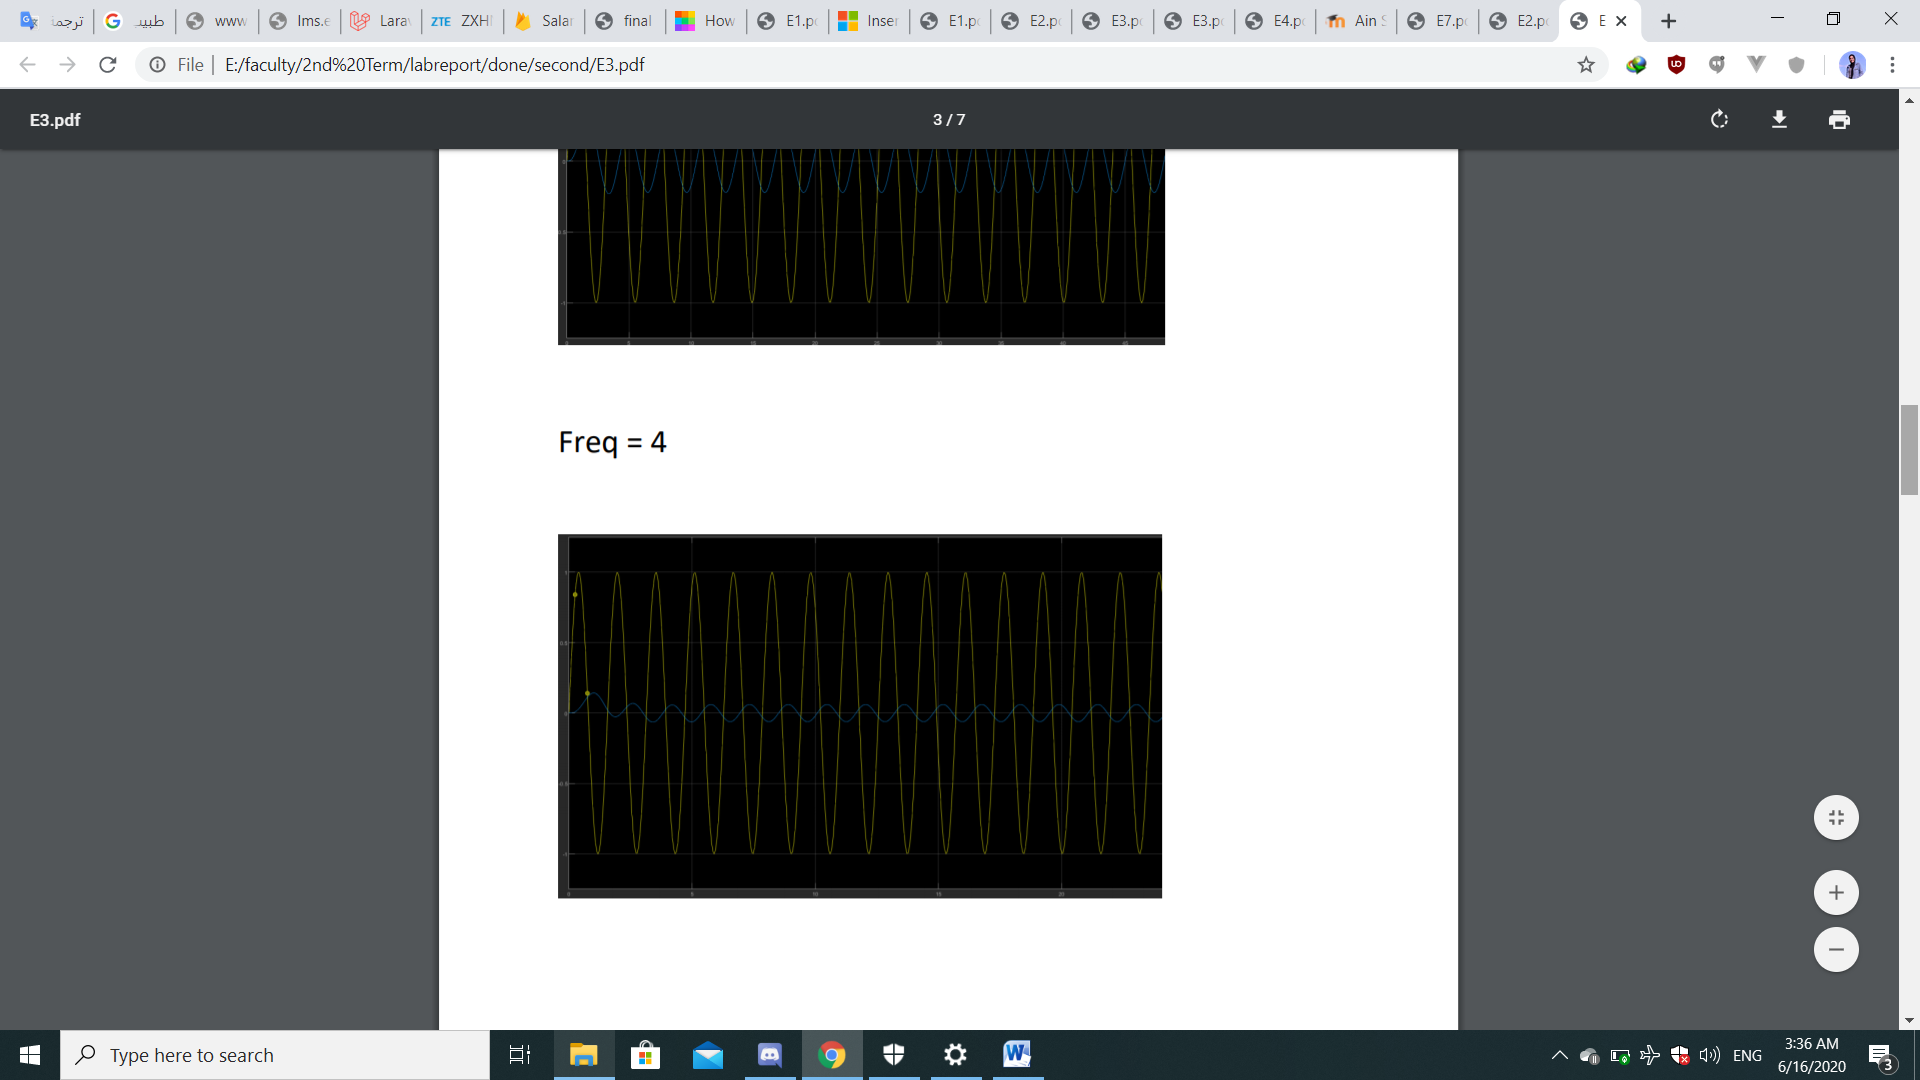 ترجمة
طبيب
www
lms.e
Lara
ZTE ZXH
Salar
final
How
E1.p
Inser
E1.p
E2.p
E3.p
E3.p
E4.p
Ain S
E7.p
E2.p
E
File
E:/faculty/2nd%20Term/labreport/done/second/E3.pdf
E3.pdf
3 / 7
Freq = 4
Type here to search
ENG
3:36 AM
6/16/2020
3